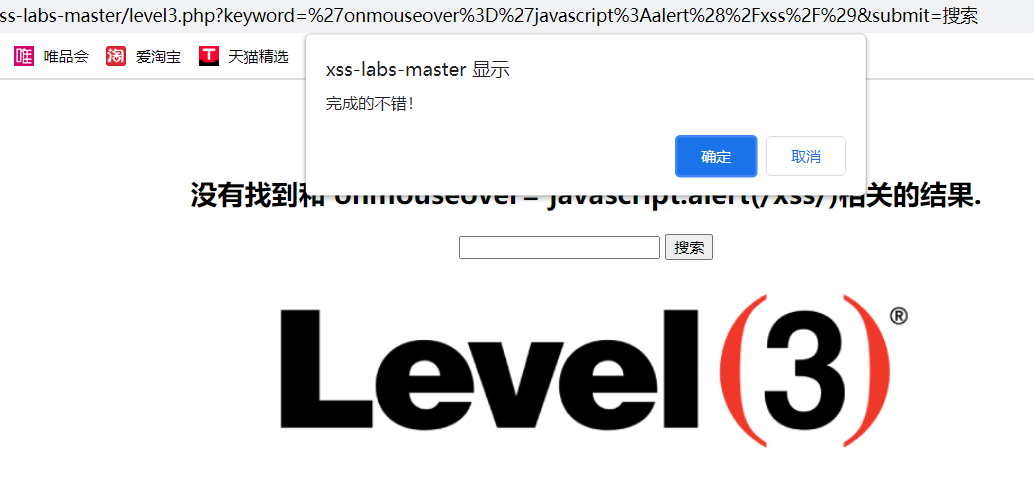 ss-labs-master/level3.php?keyword=%27onmouseover%3D%27javascript%3Aalert%28%2Fxss%2F%29&submit=搜索
唯 唯品会 淘 爱淘宝 T 天猫精选
xss-labs-master 显示
完成的不错!
确定 取消
没有找到和'onmouseover='javascript:alert(/xss/)相关的结果.
搜索
Level(3)®